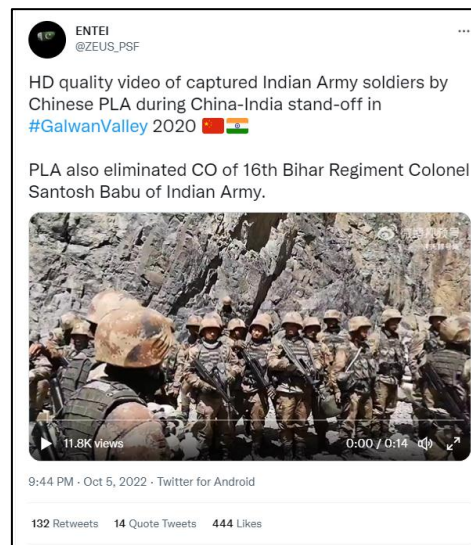 ENTEI
@ZEUS_PSF
HD quality video of captured Indian Army soldiers by
Chinese PLA during China-India stand-off in
#GalwanValley 2020 🇨🇳🇮🇳
PLA also eliminated CO of 16th Bihar Regiment Colonel
Santosh Babu of Indian Army.
11.8K views
0:00 / 0:14
9:44 PM · Oct 5, 2022 · Twitter for Android
132 Retweets 14 Quote Tweets 444 Likes